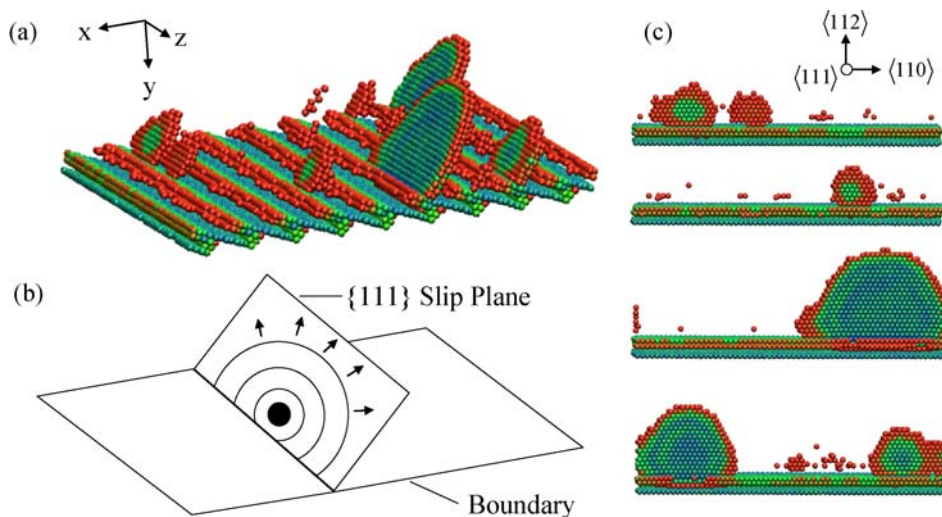 (a)
x
z
y
(b)
{111} Slip Plane
Boundary
(c)
⟨112⟩
⟨111⟩
⟨110⟩